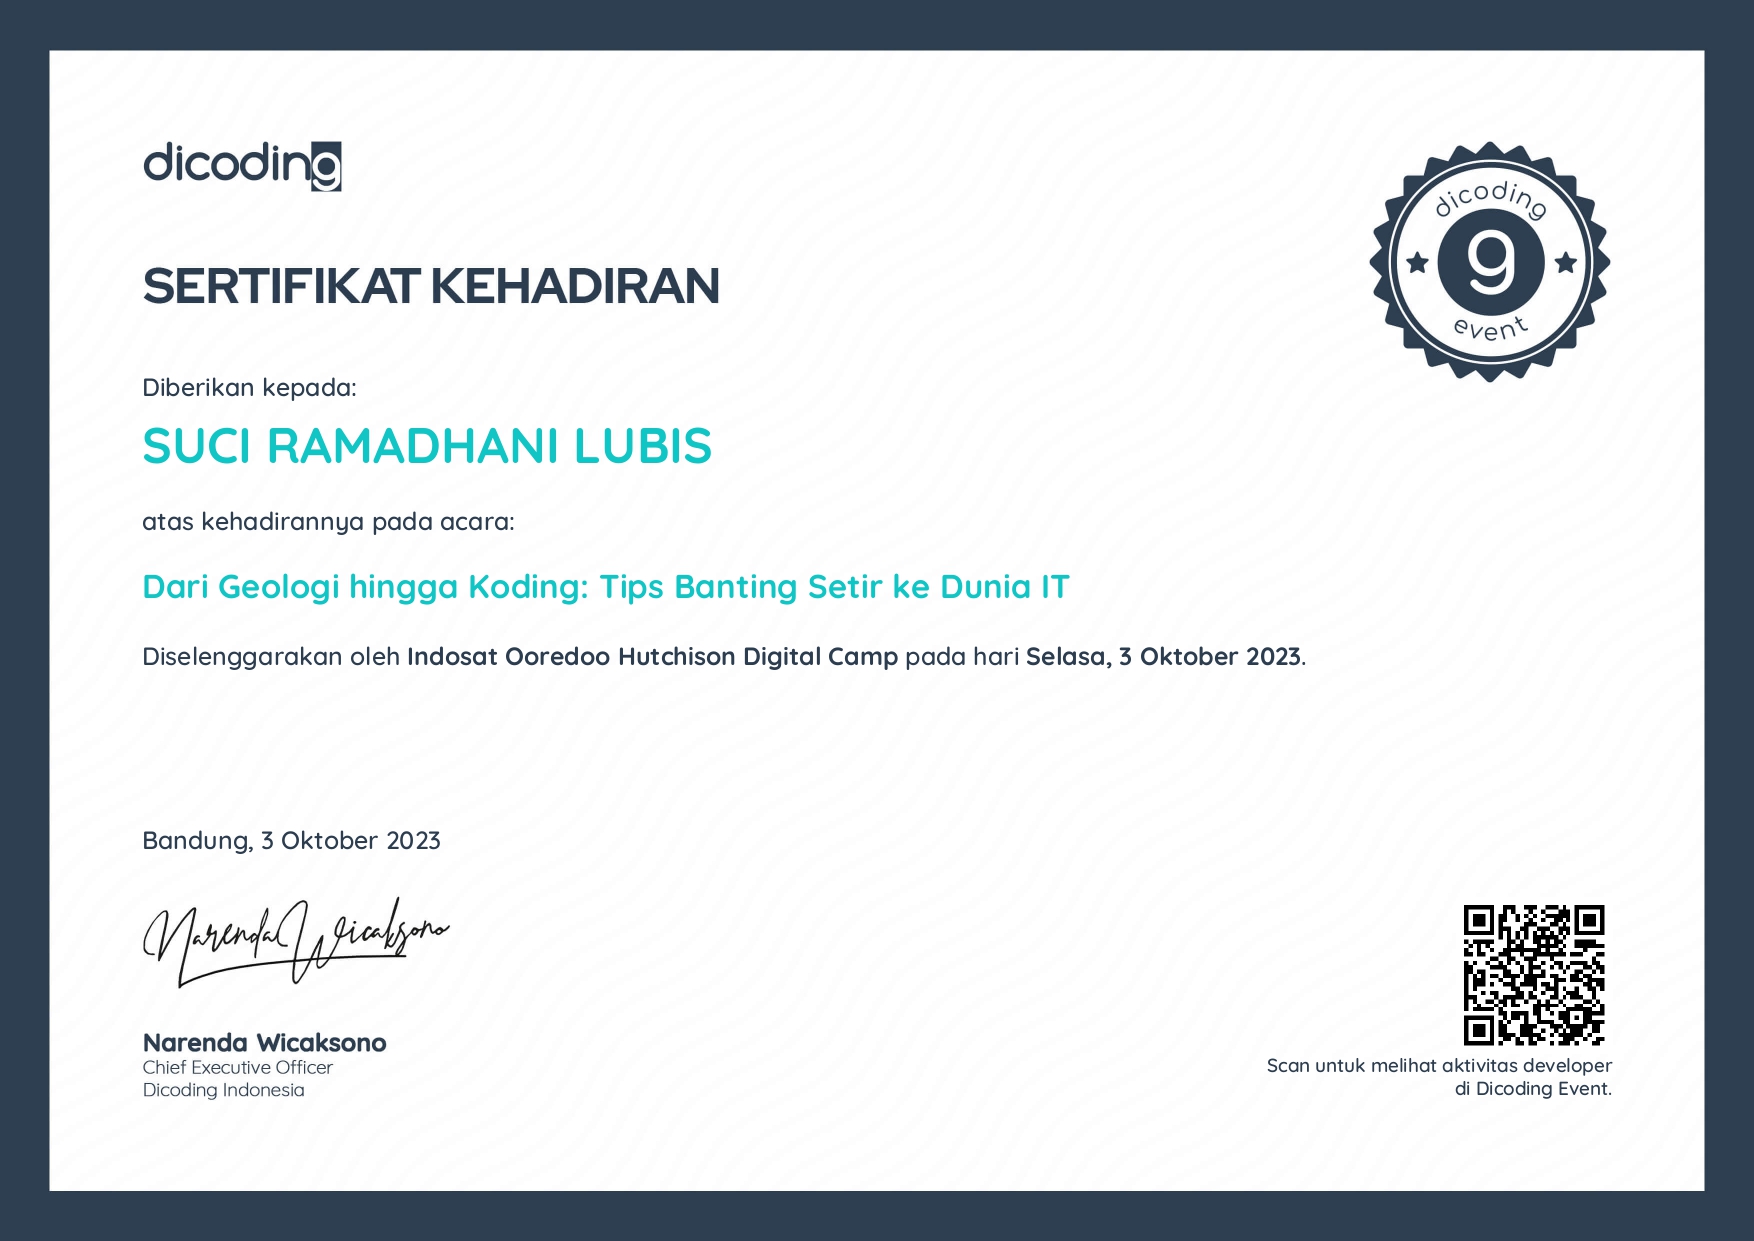 dicoding
SERTIFIKAT KEHADIRAN
dicoding
g
event
Diberikan kepada:
SUCI RAMADHANI LUBIS
atas kehadirannya pada acara:
Dari Geologi hingga Koding: Tips Banting Setir ke Dunia IT
Diselenggarakan oleh Indosat Ooredoo Hutchison Digital Camp pada hari Selasa, 3 Oktober 2023.
Bandung, 3 Oktober 2023
Narenda Wicaksono
Narenda Wicaksono
Chief Executive Officer
Dicoding Indonesia
Scan untuk melihat aktivitas developer
di Dicoding Event.